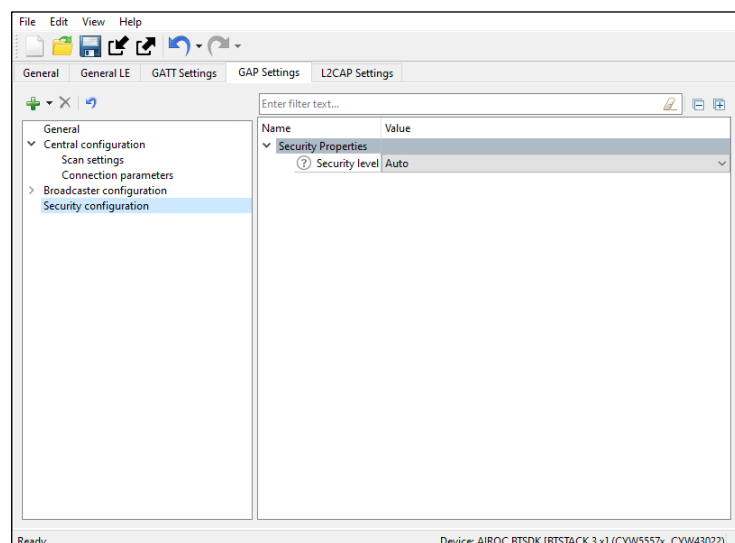 File Edit View Help
General General LE GATT Settings GAP Settings L2CAP Settings
Enter filter text...
General
Central configuration
Scan settings
Connection parameters
Broadcaster configuration
Security configuration
Name Value
Security Properties
? Security level Auto
Ready
Device: AIROC BTSDK [BTSTACK 3.x] (CYW5557x, CYW43022)